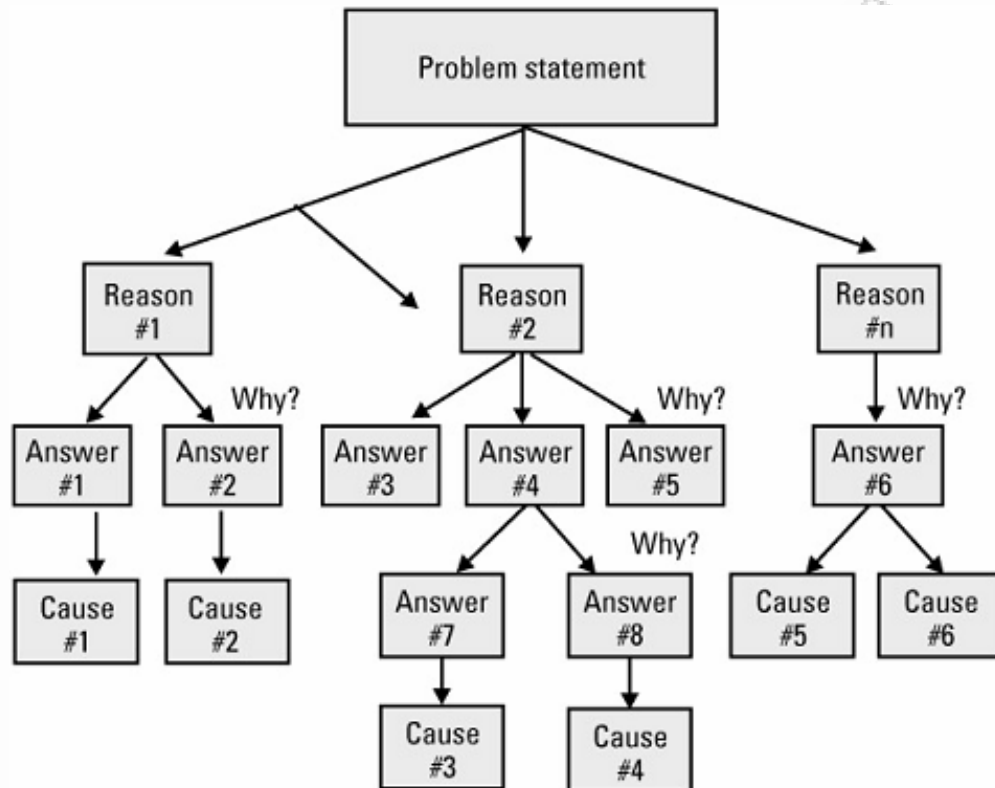 Problem statement
Reason
#1
Reason
#2
Reason
#n
Why?
Why?
Why?
Answer
#1
Answer
#2
Answer
#3
Answer
#4
Answer
#5
Answer
#6
Why?
Cause
#1
Cause
#2
Answer
#7
Answer
#8
Cause
#5
Cause
#6
Cause
#3
Cause
#4